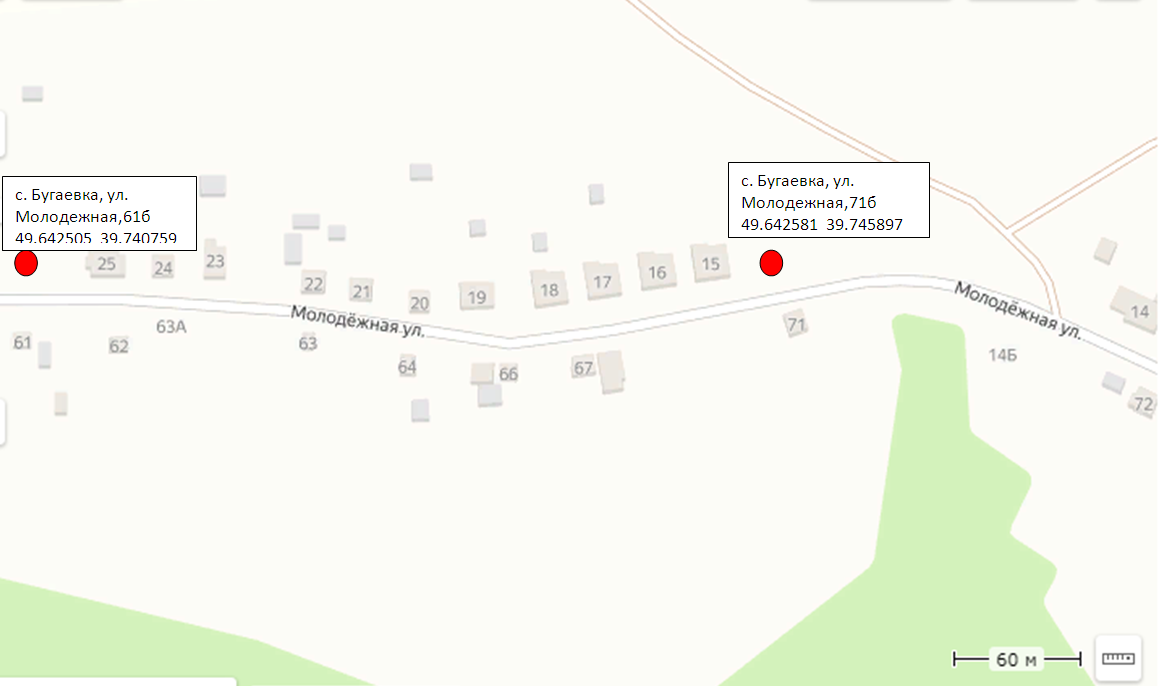 с. Бугаевка, ул.
Молодежная,61б
49.642505 39.740759
с. Бугаевка, ул.
Молодежная,71б
49.642581 39.745897
25
24
23
22
21
20
19
18
17
16
15
14
Молодёжная ул.
Молодёжная ул.
61
62
63А
63
64
66
67
71
14Б
72
60 м